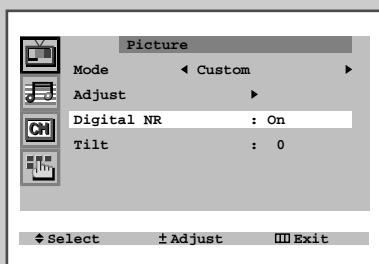 Picture
Mode ◀ Custom ▶
Adjust ▶
CH
Digital NR : On
Tilt : 0
Select ± Adjust Exit